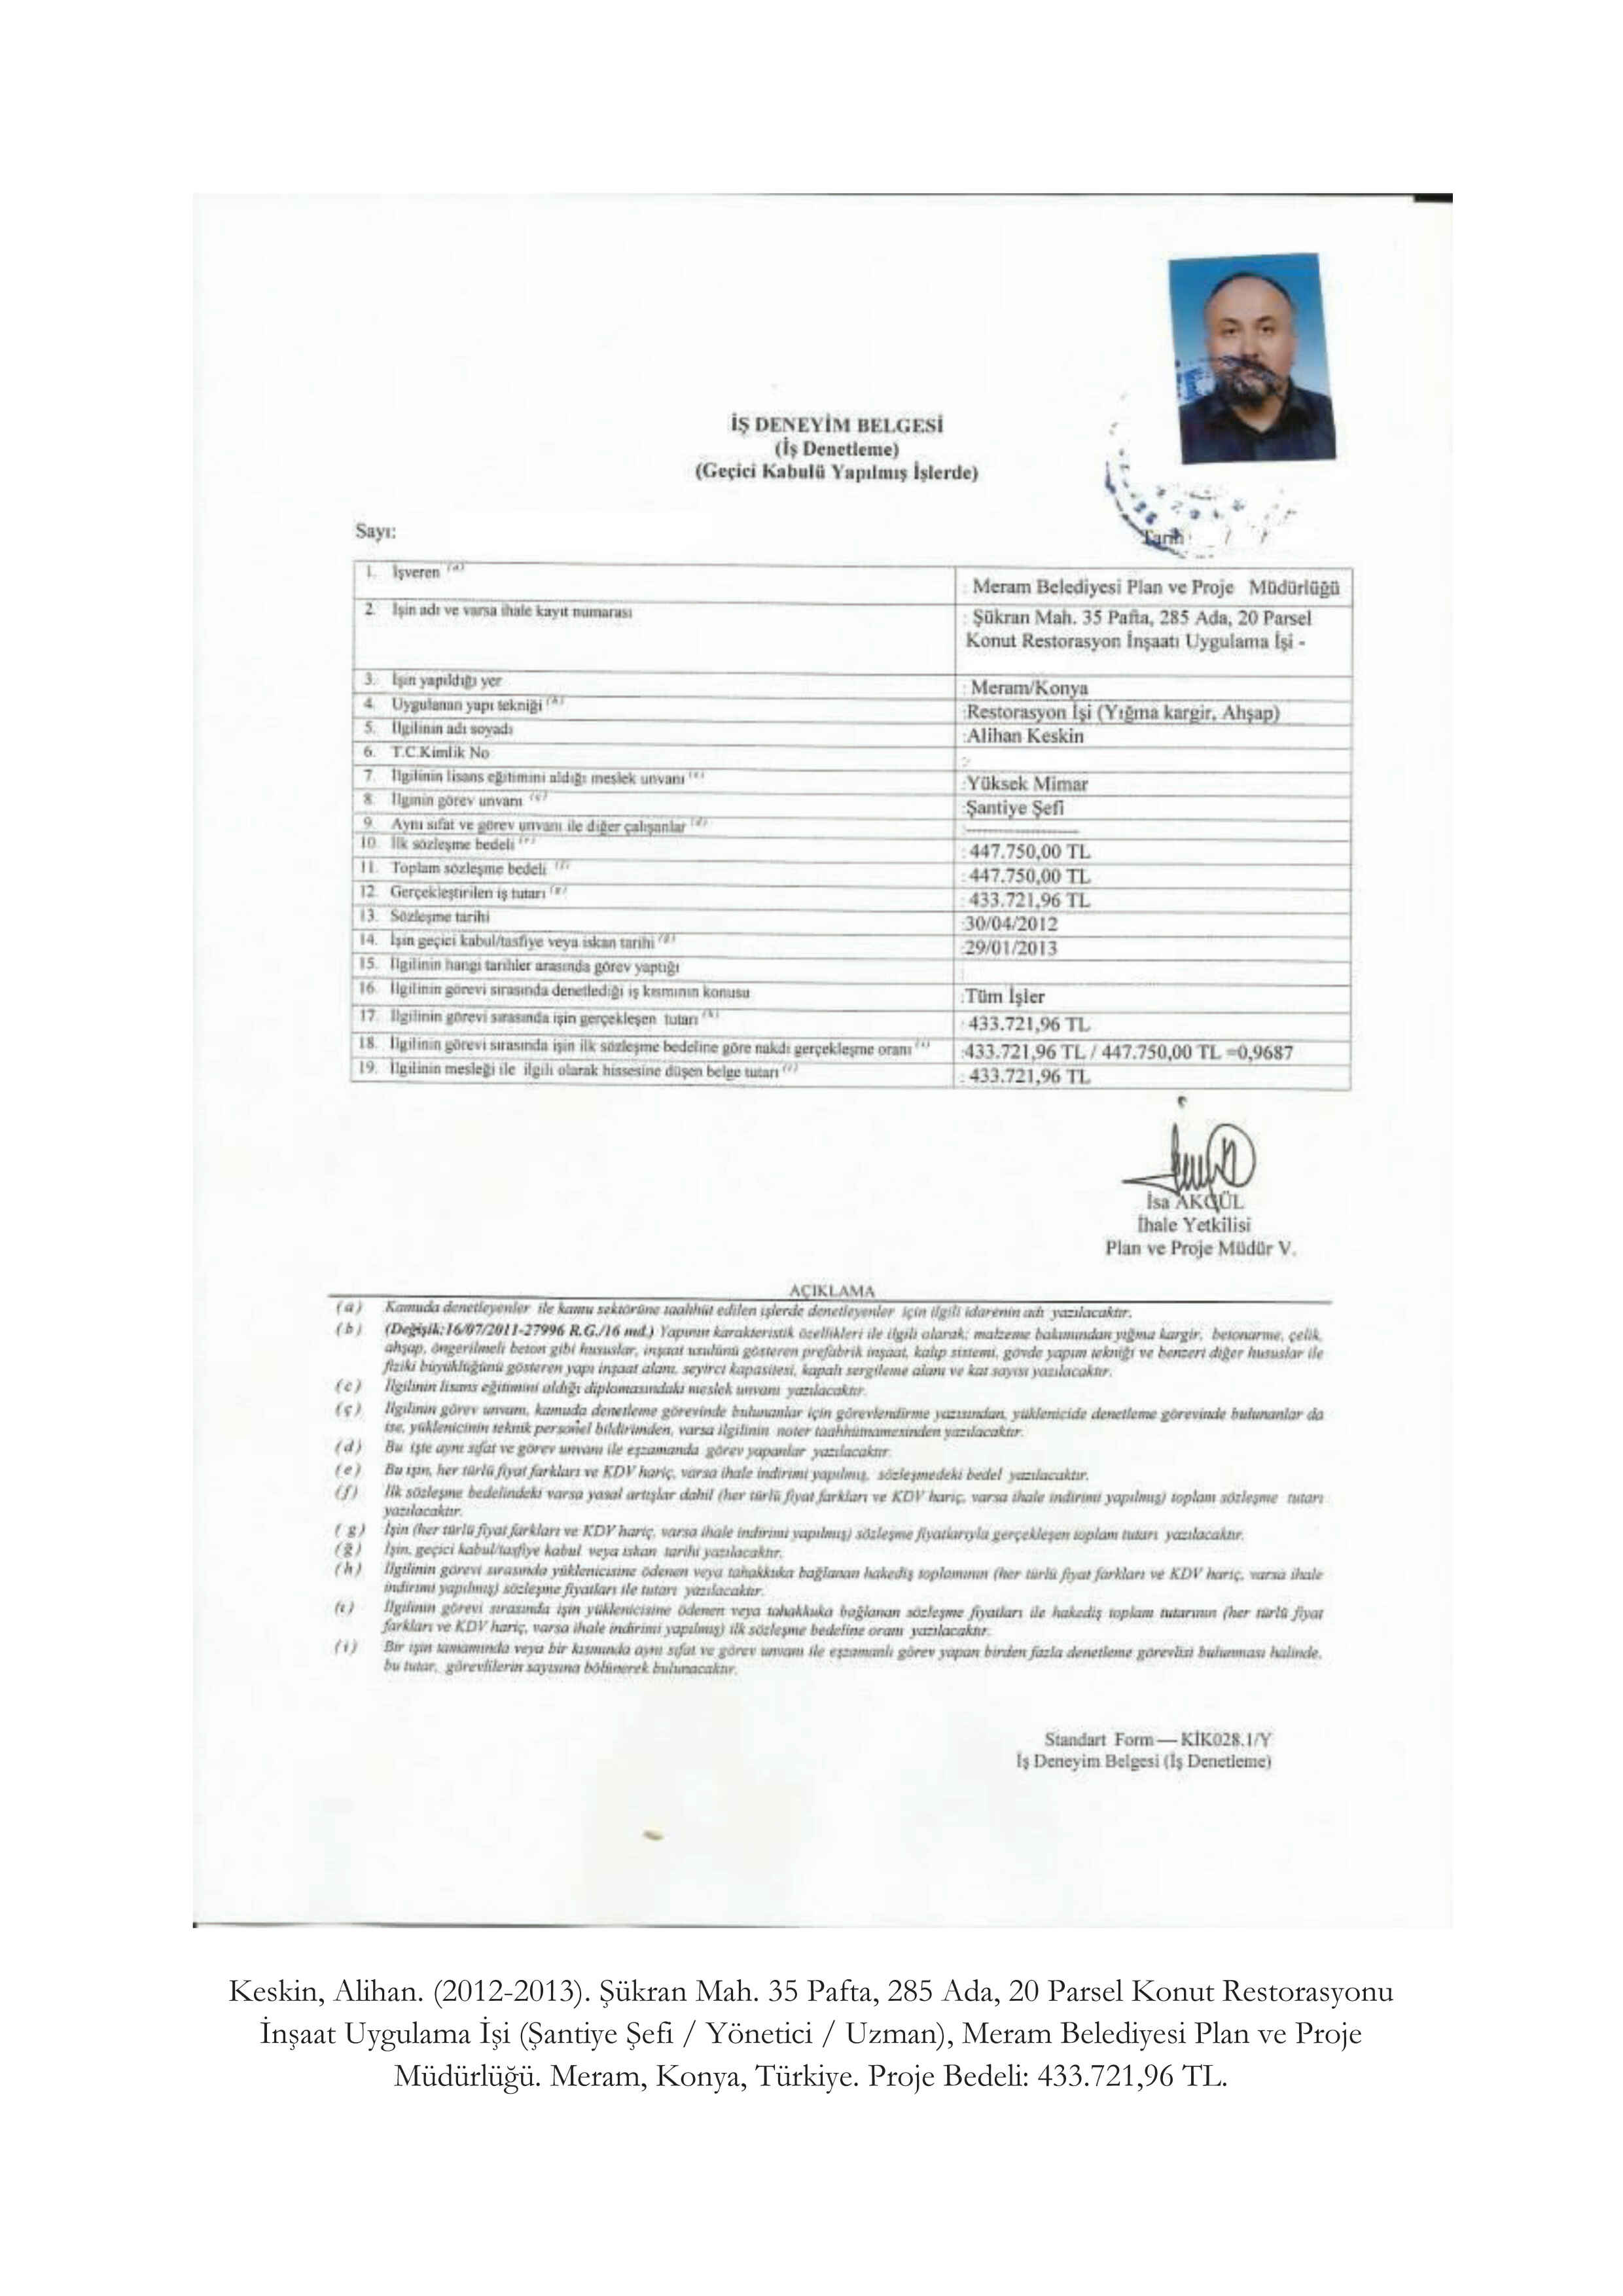 İŞ DENEYİM BELGESİ
(İş Denetleme)
(Geçici Kabulü Yapılmış İşlerde)
Sayı:
Tarih
1. İşveren (a)
: Meram Belediyesi Plan ve Proje Müdürlüğü
2. İşin adı ve varsa ihale kayıt numarası
: Şükran Mah. 35 Pafta, 285 Ada, 20 Parsel
Konut Restorasyon İnşaatı Uygulama İşi -
3. İşin yapıldığı yer
: Meram/Konya
4. Uygulanan yapı tekniği
:Restorasyon İşi (Yığma kargir, Ahşap)
5. İlgilinin adı soyadı
:Alihan Keskin
6. T.C.Kimlik No
:
7. İlgilinin lisans eğitimini aldığı meslek unvanı
:Yüksek Mimar
8. İlginin görev unvanı (ç)
:Şantiye Şefi
9. Aynı sıfat ve görev unvanı ile diğer çalışanlar (d)
:--------------------
10. İlk sözleşme bedeli
: 447.750,00 TL
11. Toplam sözleşme bedeli
: 447.750,00 TL
12. Gerçekleştirilen iş tutarı (g)
: 433.721,96 TL
13. Sözleşme tarihi
:30/04/2012
14. İşin geçici kabul/tasfiye veya iskan tarihi
:29/01/2013
15. İlgilinin hangi tarihler arasında görev yaptığı
:
16. İlgilinin görevi sırasında denetlediği iş kısmının konusu
:Tüm İşler
17. İlgilinin görevi sırasında işin gerçekleşen tutarı
: 433.721,96 TL
18. İlgilinin görevi sırasında işin ilk sözleşme bedeline göre nakdi gerçekleşme oranı
:433.721,96 TL / 447.750,00 TL =0,9687
19. İlgilinin mesleği ile ilgili olarak hissesine düşen belge tutarı
: 433.721,96 TL
İsa AKGÜL
İhale Yetkilisi
Plan ve Proje Müdür V.
AÇIKLAMA
(a) Kamuda denetleyenler ile kamu sektörüne taahhüt edilen işlerde denetleyenler için ilgili idarenin adı yazılacaktır.
(b) (Değişik:16/07/2011-27996 R.G./16 md.) Yapının karakteristik özellikleri ile ilgili olarak; malzeme bakımından yığma kargir, betonarme, çelik,
ahşap, öngerilmeli beton gibi hususlar, inşaat usulünü gösteren prefabrik inşaat, kalıp sistemi, gövde yapım tekniği ve benzeri diğer hususlar ile
fiziki büyüklüğünü gösteren yapı inşaat alanı, seyirci kapasitesi, kapalı sergileme alanı ve kat sayısı yazılacaktır.
(c) İlgilinin lisans eğitimini aldığı diplomasındaki meslek unvanı yazılacaktır.
(ç) İlgilinin görev unvanı, kamuda denetleme görevinde bulunanlar için görevlendirme yazısından, yüklenicide denetleme görevinde bulunanlar da
ise, yüklenicinin teknik personel bildiriminden, varsa ilgilinin noter taahhütnamesinden yazılacaktır.
(d) Bu işte aynı sıfat ve görev unvanı ile eşzamanda görev yapanlar yazılacaktır.
(e) Bu işin, her türlü fiyat farkları ve KDV hariç, varsa ihale indirimi yapılmış, sözleşmedeki bedel yazılacaktır.
(f) İlk sözleşme bedelindeki varsa yasal artışlar dahil (her türlü fiyat farkları ve KDV hariç, varsa ihale indirimi yapılmış) toplam sözleşme tutarı
yazılacaktır.
(g) İşin (her türlü fiyat farkları ve KDV hariç, varsa ihale indirimi yapılmış) sözleşme fiyatlarıyla gerçekleşen toplam tutarı yazılacaktır.
(ğ) İşin, geçici kabul/tasfiye kabul veya iskan tarihi yazılacaktır.
(h) İlgilinin görevi sırasında yüklenicisine ödenen veya tahakkuka bağlanan hakediş toplamının (her türlü fiyat farkları ve KDV hariç, varsa ihale
indirimi yapılmış) sözleşme fiyatları ile tutarı yazılacaktır.
(ı) İlgilinin görevi sırasında işin yüklenicisine ödenen veya tahakkuka bağlanan sözleşme fiyatları ile hakediş toplam tutarının (her türlü fiyat
farkları ve KDV hariç, varsa ihale indirimi yapılmış) ilk sözleşme bedeline oranı yazılacaktır.
(i) Bir işin tamamında veya bir kısmında aynı sıfat ve görev unvanı ile eşzamanlı görev yapan birden fazla denetleme görevlisi bulunması halinde,
bu tutar, görevlilerin sayısına bölünerek bulunacaktır.
Standart Form — KİK028.1/Y
İş Deneyim Belgesi (İş Denetleme)
Keskin, Alihan. (2012-2013). Şükran Mah. 35 Pafta, 285 Ada, 20 Parsel Konut Restorasyonu
İnşaat Uygulama İşi (Şantiye Şefi / Yönetici / Uzman), Meram Belediyesi Plan ve Proje
Müdürlüğü. Meram, Konya, Türkiye. Proje Bedeli: 433.721,96 TL.